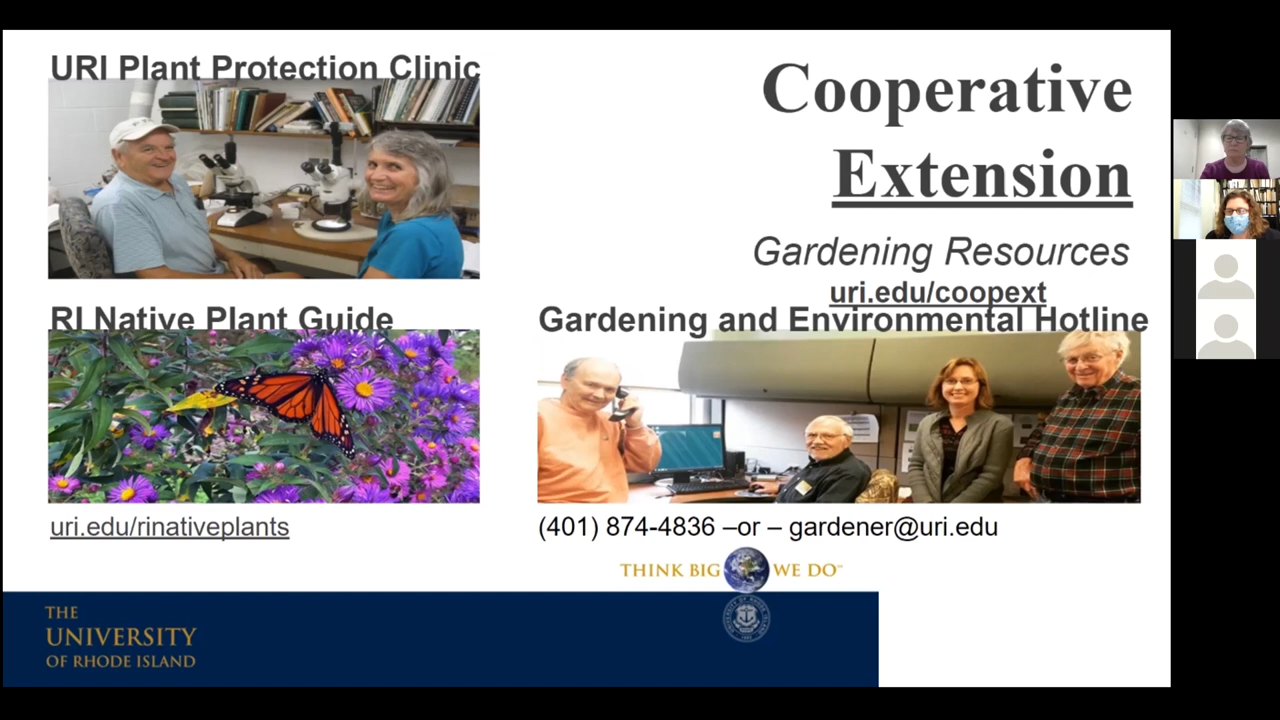 URI Plant Protection Clinic
Cooperative
Extension
Gardening Resources
uri.edu/coopext
RI Native Plant Guide
Gardening and Environmental Hotline
uri.edu/rinativeplants
(401) 874-4836 –or – gardener@uri.edu
THINK BIG WE DO™
THE
UNIVERSITY
OF RHODE ISLAND